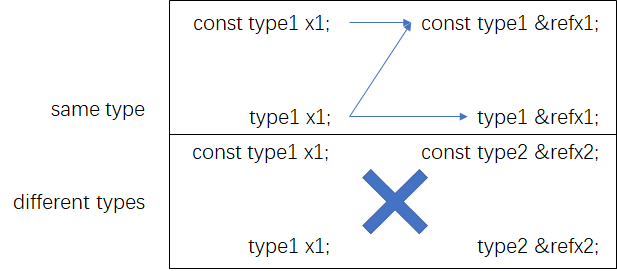 const type1 x1; const type1 &refx1;
same type
type1 x1; type1 &refx1;
const type1 x1; const type2 &refx2;
different types
type1 x1; type2 &refx2;